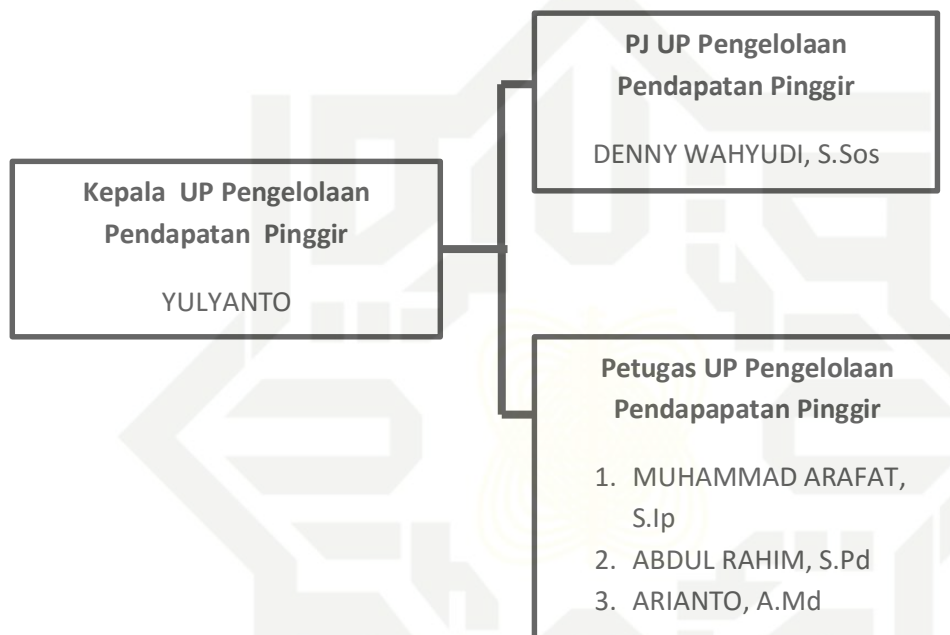 PJ UP Pengelolaan
Pendapatan Pinggir
DENNY WAHYUDI, S.Sos
Kepala UP Pengelolaan
Pendapatan Pinggir
YULYANTO
Petugas UP Pengelolaan
Pendapapatan Pinggir
1. MUHAMMAD ARAFAT,
S.Ip
2. ABDUL RAHIM, S.Pd
3. ARIANTO, A.Md